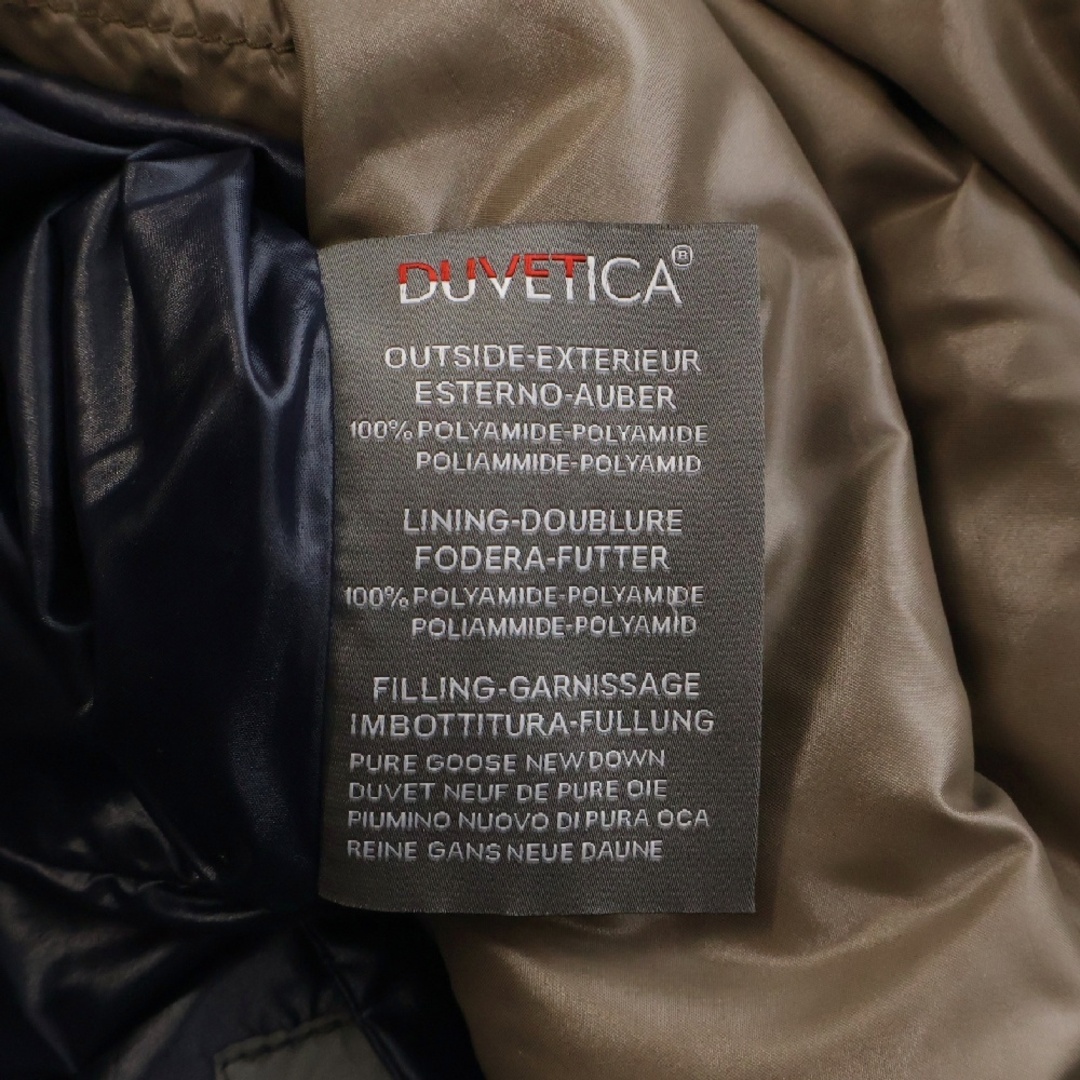 DUVETICA®
OUTSIDE-EXTERIEUR
ESTERNO-AUBER
100% POLYAMIDE-POLYAMIDE
POLIAMMIDE-POLYAMID
LINING-DOUBLURE
FODERA-FUTTER
100% POLYAMIDE-POLYAMIDE
POLIAMMIDE-POLYAMID
FILLING-GARNISSAGE
IMBOTTITURA-FULLUNG
PURE GOOSE NEW DOWN
DUVET NEUF DE PURE OIE
PIUMINO NUOVO DI PURA OCA
REINE GANS NEUE DAUNE